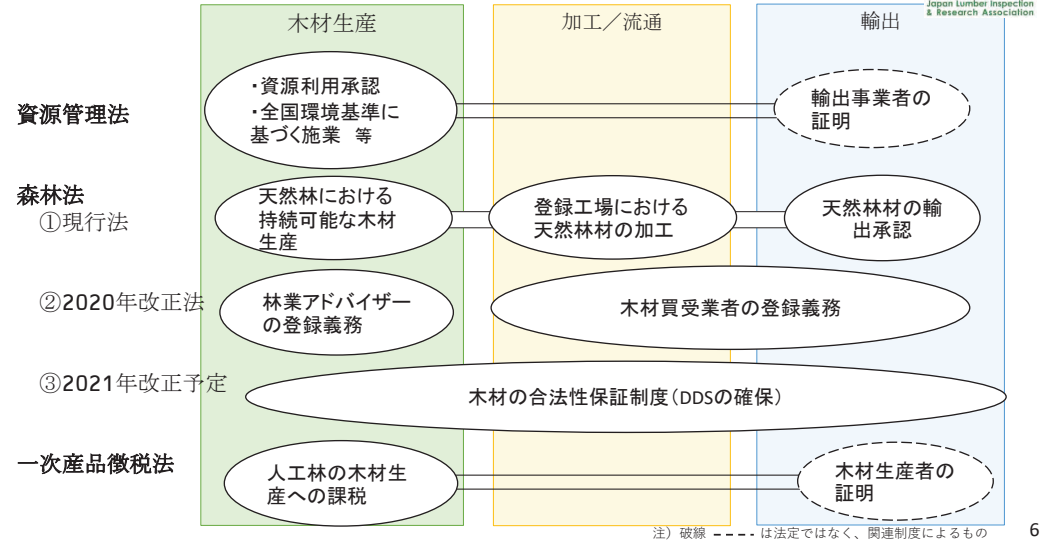 Japan Lumber Inspection
& Research Association
木材生産
加工／流通
輸出
資源管理法
・資源利用承認
・全国環境基準に
基づく施業　等
輸出事業者の
証明
森林法
①現行法
天然林における
持続可能な木材
生産
登録工場における
天然林材の加工
天然林材の輸
出承認
②2020年改正法
林業アドバイザー
の登録義務
木材買受業者の登録義務
③2021年改正予定
木材の合法性保証制度（DDSの確保）
一次産品徴税法
人工林の木材生
産への課税
木材生産者の
証明
注）破線 ---- は法定ではなく、関連制度によるもの
6